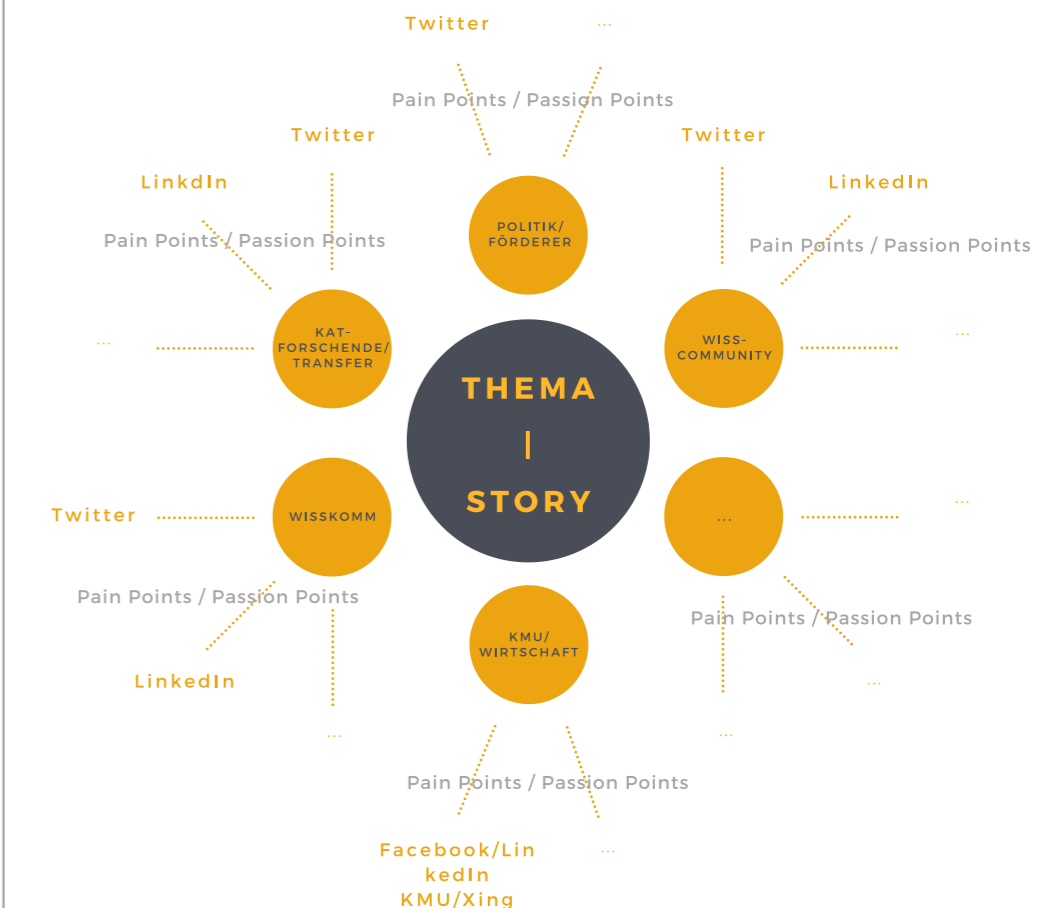 Twitter
...
Pain Points / Passion Points
Twitter
Twitter
LinkdIn
LinkedIn
POLITIK/
FÖRDERER
Pain Points / Passion Points
Pain Points / Passion Points
KAT-
FORSCHENDE/
TRANSFER
...
WISS-
COMMUNITY
...
THEMA
|
STORY
Twitter
WISSKOMM
...
...
Pain Points / Passion Points
Pain Points / Passion Points
KMU/
WIRTSCHAFT
LinkedIn
...
...
...
Pain Points / Passion Points
Facebook/Lin
kedIn
KMU/Xing
...